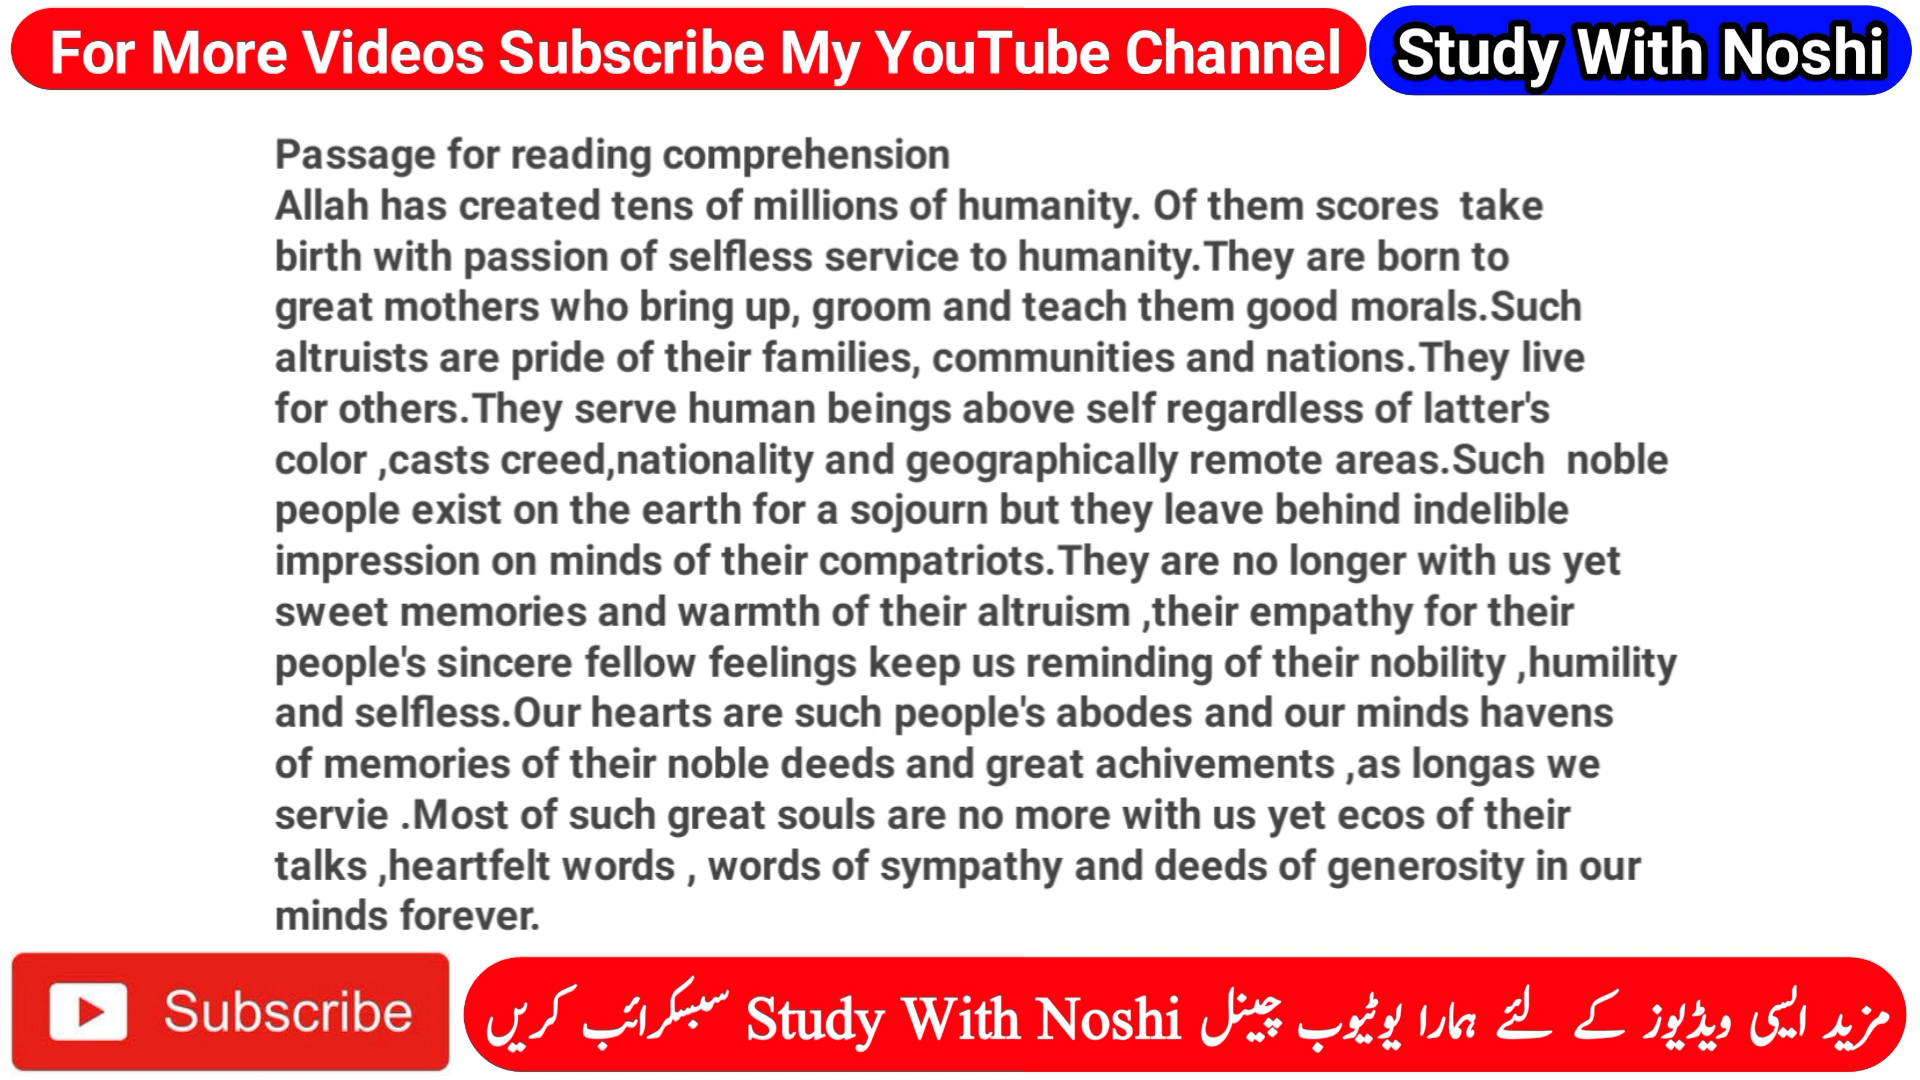 For More Videos Subscribe My YouTube Channel Study With Noshi
Passage for reading comprehension
Allah has created tens of millions of humanity. Of them scores  take
birth with passion of selfless service to humanity.They are born to
great mothers who bring up, groom and teach them good morals.Such
altruists are pride of their families, communities and nations.They live
for others.They serve human beings above self regardless of latter's
color ,casts creed,nationality and geographically remote areas.Such  noble
people exist on the earth for a sojourn but they leave behind indelible
impression on minds of their compatriots.They are no longer with us yet
sweet memories and warmth of their altruism ,their empathy for their
people's sincere fellow feelings keep us reminding of their nobility ,humility
and selfless.Our hearts are such people's abodes and our minds havens
of memories of their noble deeds and great achivements ,as longas we
servie .Most of such great souls are no more with us yet ecos of their
talks ,heartfelt words , words of sympathy and deeds of generosity in our
minds forever.
Subscribe
مزید ایسی ویڈیوز کے لئے ہمارا یوٹیوب چینل Study With Noshi سبسکرائب کریں